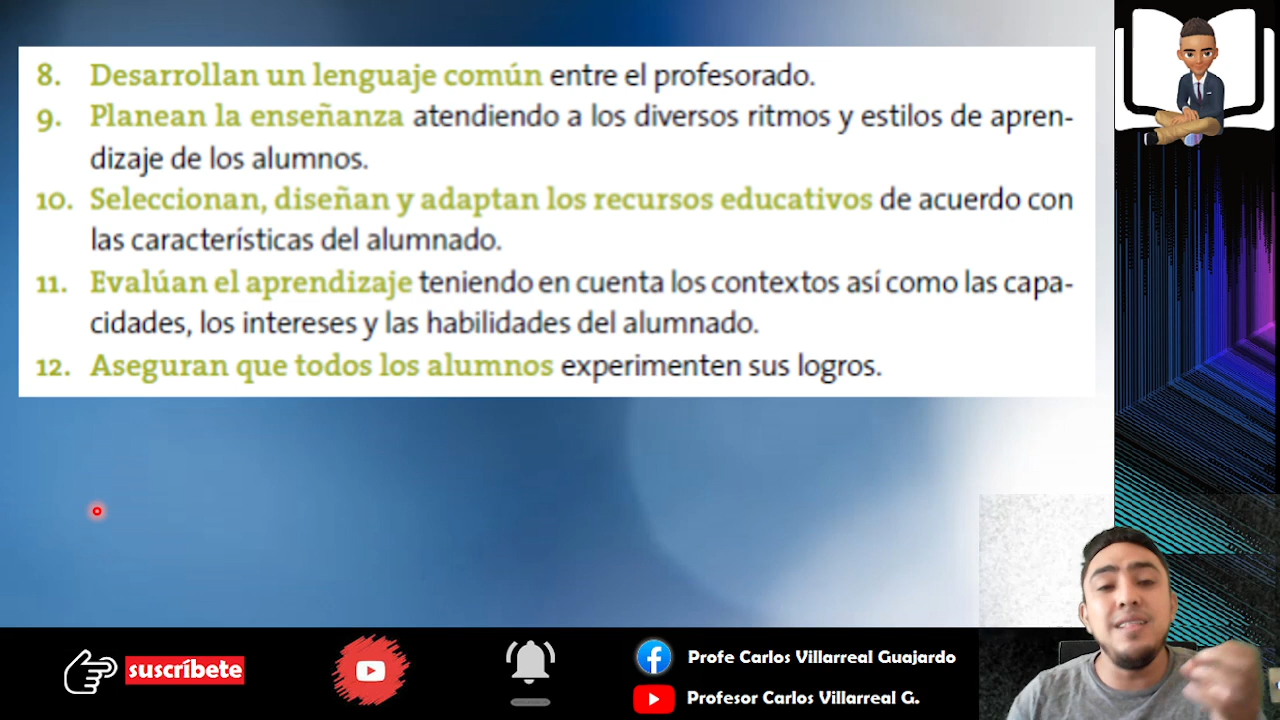 8. Desarrollan un lenguaje común entre el profesorado.
9. Planean la enseñanza atendiendo a los diversos ritmos y estilos de apren-
dizaje de los alumnos.
10. Seleccionan, diseñan y adaptan los recursos educativos de acuerdo con
las características del alumnado.
11. Evalúan el aprendizaje teniendo en cuenta los contextos así como las capa-
cidades, los intereses y las habilidades del alumnado.
12. Aseguran que todos los alumnos experimenten sus logros.
suscríbete
Profe Carlos Villarreal Guajardo
Profesor Carlos Villarreal G.